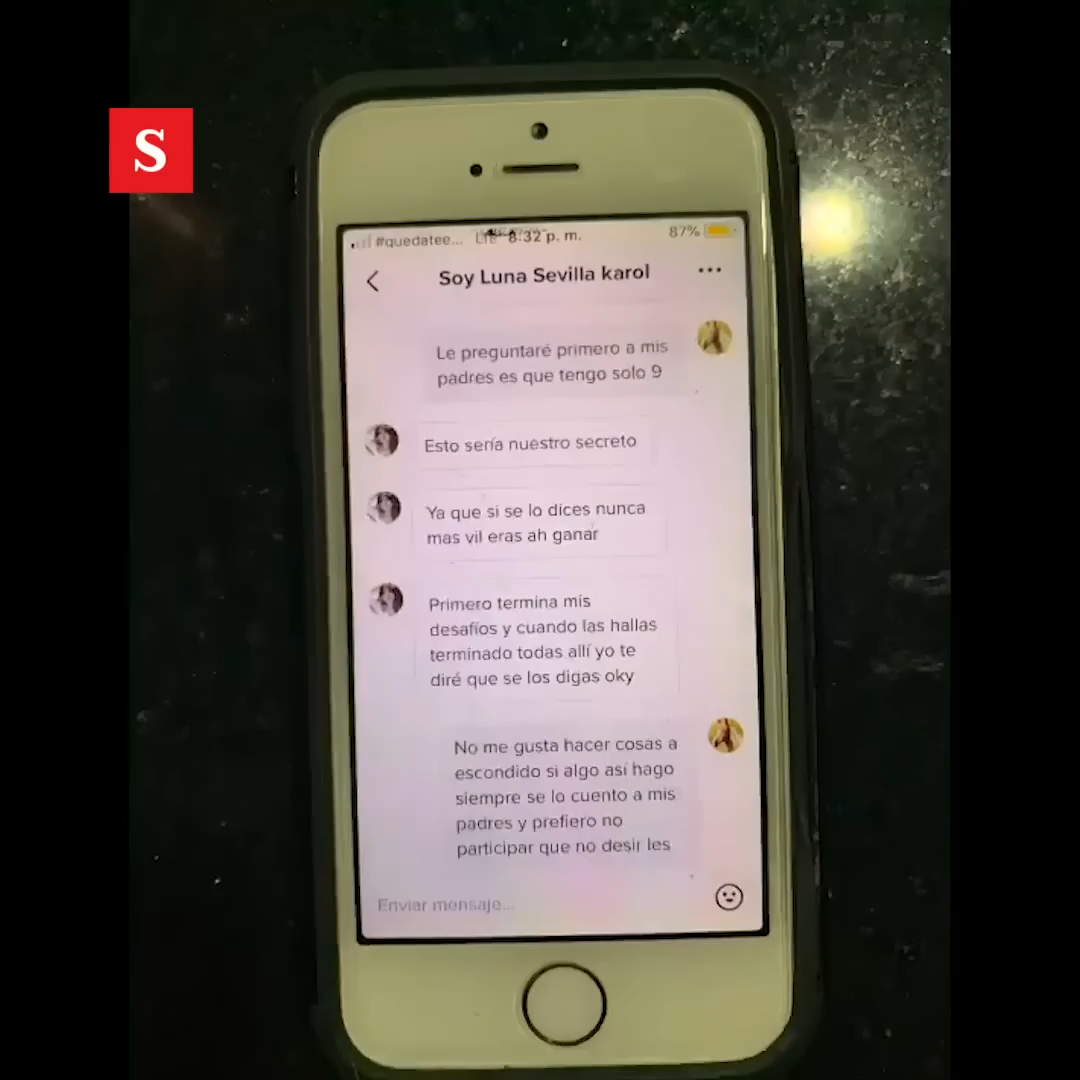 S
#quedatee... LTE 8:32 p. m. 87%
Soy Luna Sevilla karol
Le preguntaré primero a mis
padres es que tengo solo 9
Esto sería nuestro secreto
Ya que si se lo dices nunca
mas vil eras ah ganar
Primero termina mis
desafíos y cuando las hallas
terminado todas allí yo te
diré que se los digas oky
No me gusta hacer cosas a
escondido si algo así hago
siempre se lo cuento a mis
padres y prefiero no
participar que no desir les
Enviar mensaje...